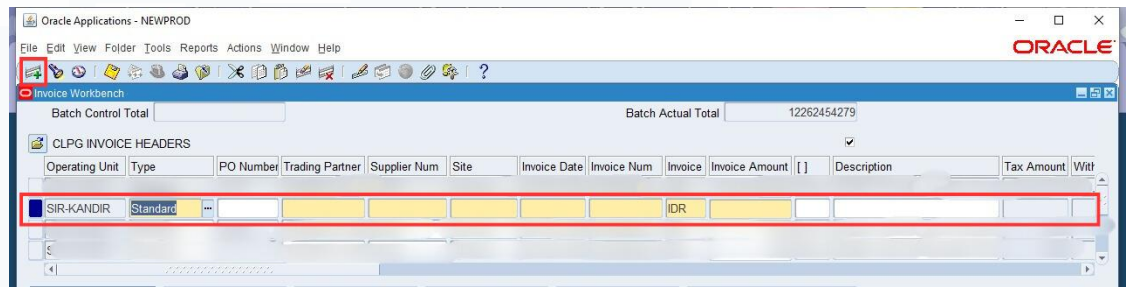 Oracle Applications - NEWPROD
File Edit View Folder Tools Reports Actions Window Help
ORACLE
Invoice Workbench
Batch Control Total Batch Actual Total 12262454279
CLPG INVOICE HEADERS
Operating Unit Type PO Number Trading Partner Supplier Num Site Invoice Date Invoice Num Invoice Invoice Amount [ ] Description Tax Amount With
SIR-KANDIR Standard ... IDR
S